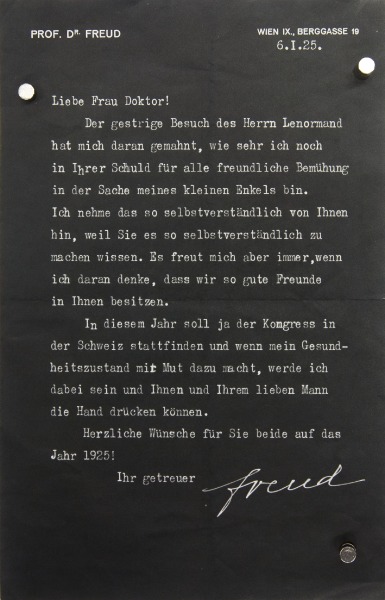 PROF. DR. FREUD
WIEN IX., BERGGASSE 19
6.I.25.
Liebe Frau Doktor!
Der gestrige Besuch des Herrn Lenormand
hat mich daran gemahnt, wie sehr ich noch
in Ihrer Schuld für alle freundliche Bemühung
in der Sache meines kleinen Enkels bin.
Ich nehme das so selbstverständlich von Ihnen
hin, weil Sie es so selbstverständlich zu
machen wissen. Es freut mich aber immer,wenn
ich daran denke, dass wir so gute Freunde
in Ihnen besitzen.
In diesem Jahr soll ja der Kongress in
der Schweiz stattfinden und wenn mein Gesund-
heitszustand mir Mut dazu macht, werde ich
dabei sein und Ihnen und Ihrem lieben Mann
die Hand drücken können.
Herzliche Wünsche für Sie beide auf das
Jahr 1925!
Ihr getreuer
Freud